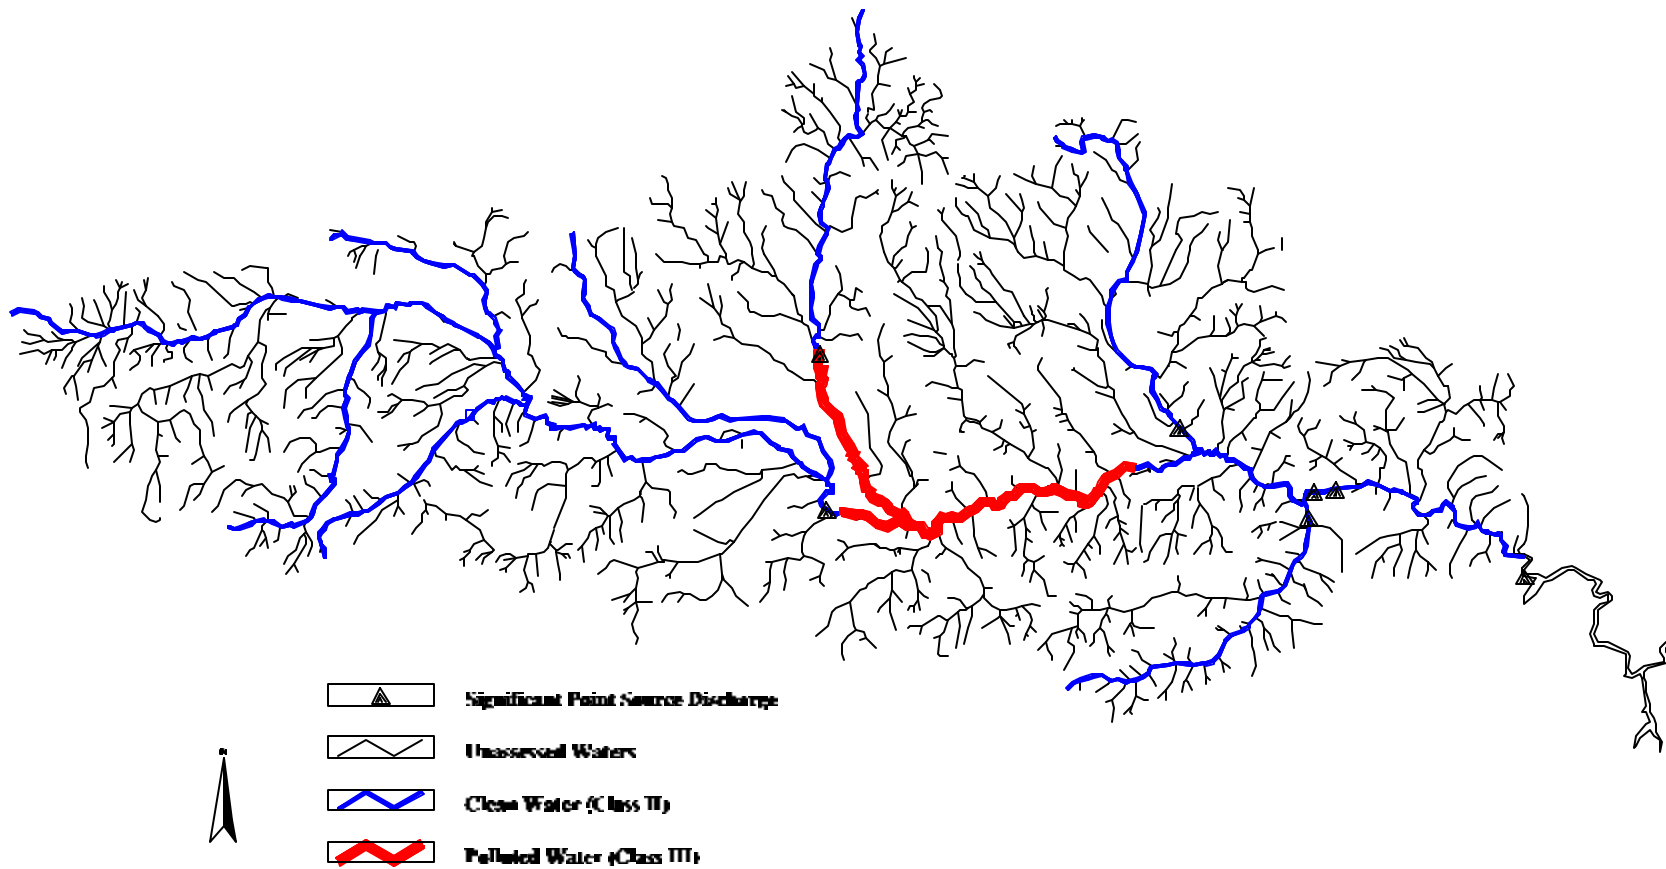 Significant Point Source Discharge
Unassessed Waters
N
Clean Water (Class II)
Polluted Water (Class III)